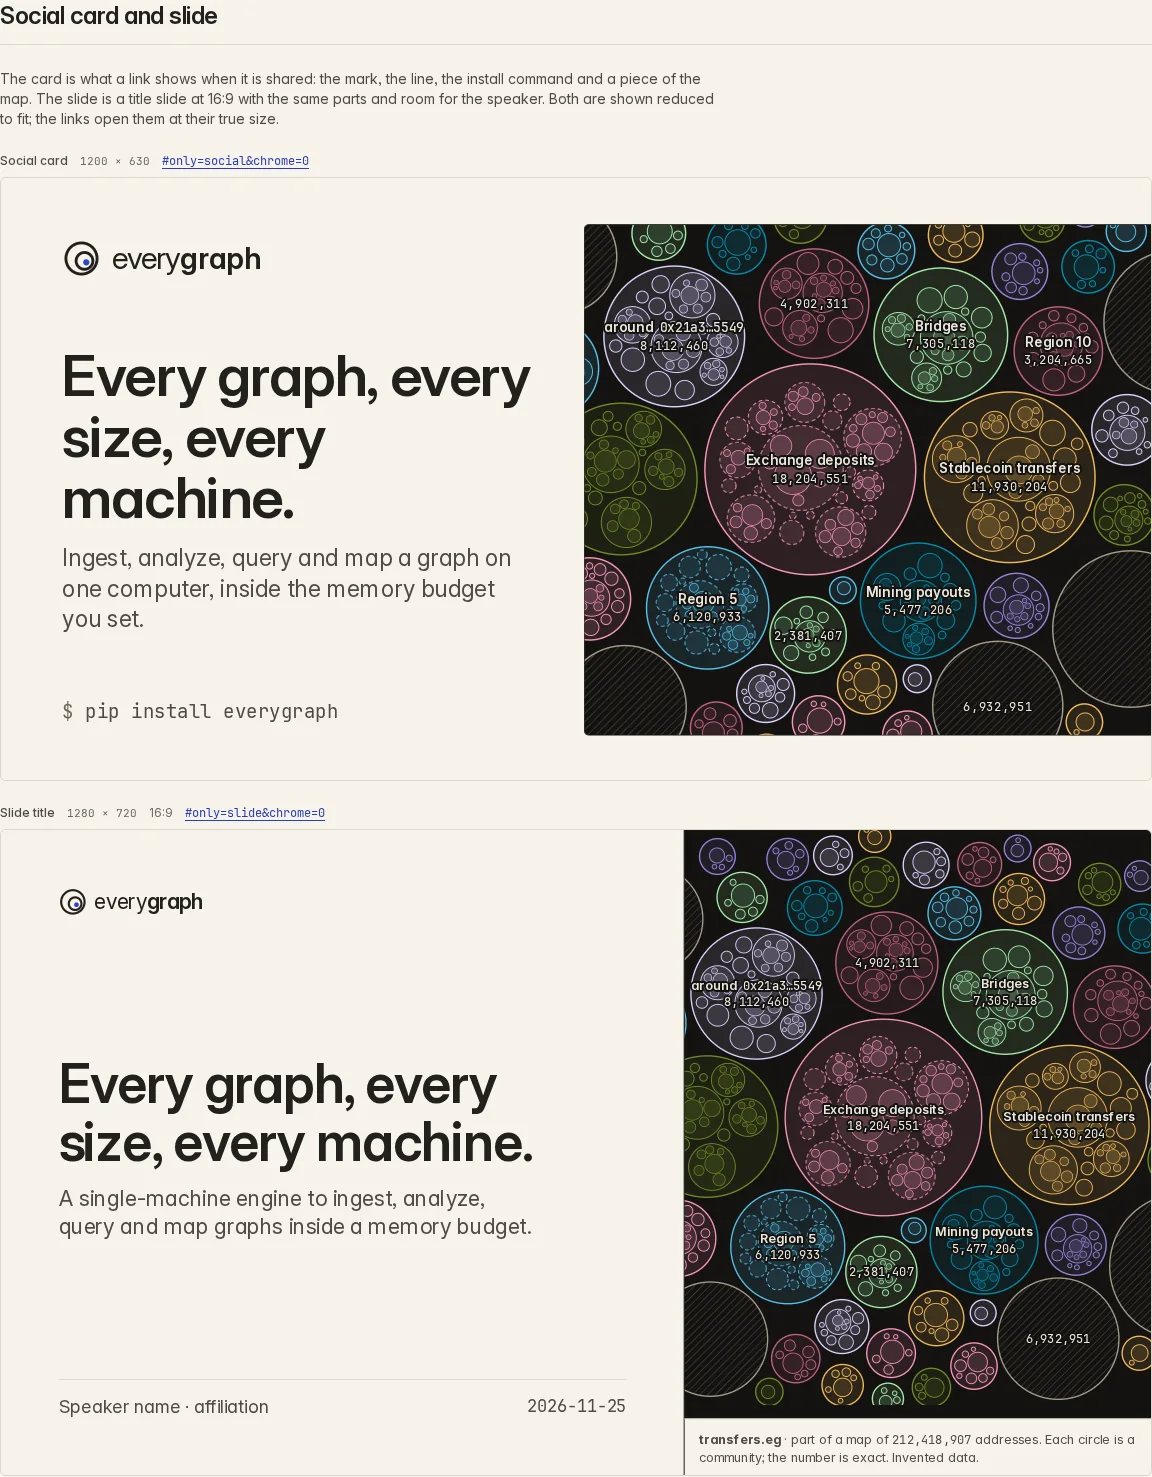 Social card and slide
The card is what a link shows when it is shared: the mark, the line, the install command and a piece of the
map. The slide is a title slide at 16:9 with the same parts and room for the speaker. Both are shown reduced
to fit; the links open them at their true size.
Social card 1200 × 630 #only=social&chrome=0
everygraph
Every graph, every
size, every
machine.
Ingest, analyze, query and map a graph on
one computer, inside the memory budget
you set.
$ pip install everygraph
4,902,311
around 0x21a3…5549
8,112,460
Bridges
7,305,118
Region 10
3,204,665
Exchange deposits
18,204,551
Stablecoin transfers
11,930,204
Region 5
6,120,933
Mining payouts
5,477,206
2,381,407
6,932,951
Slide title 1280 × 720 16:9 #only=slide&chrome=0
everygraph
Every graph, every
size, every machine.
A single-machine engine to ingest, analyze,
query and map graphs inside a memory budget.
Speaker name · affiliation 2026-11-25
4,902,311
around 0x21a3…5549
8,112,460
Bridges
7,305,118
Exchange deposits
18,204,551
Stablecoin transfers
11,930,204
Region 5
6,120,933
Mining payouts
5,477,206
2,381,407
6,932,951
transfers.eg · part of a map of 212,418,907 addresses. Each circle is a
community; the number is exact. Invented data.